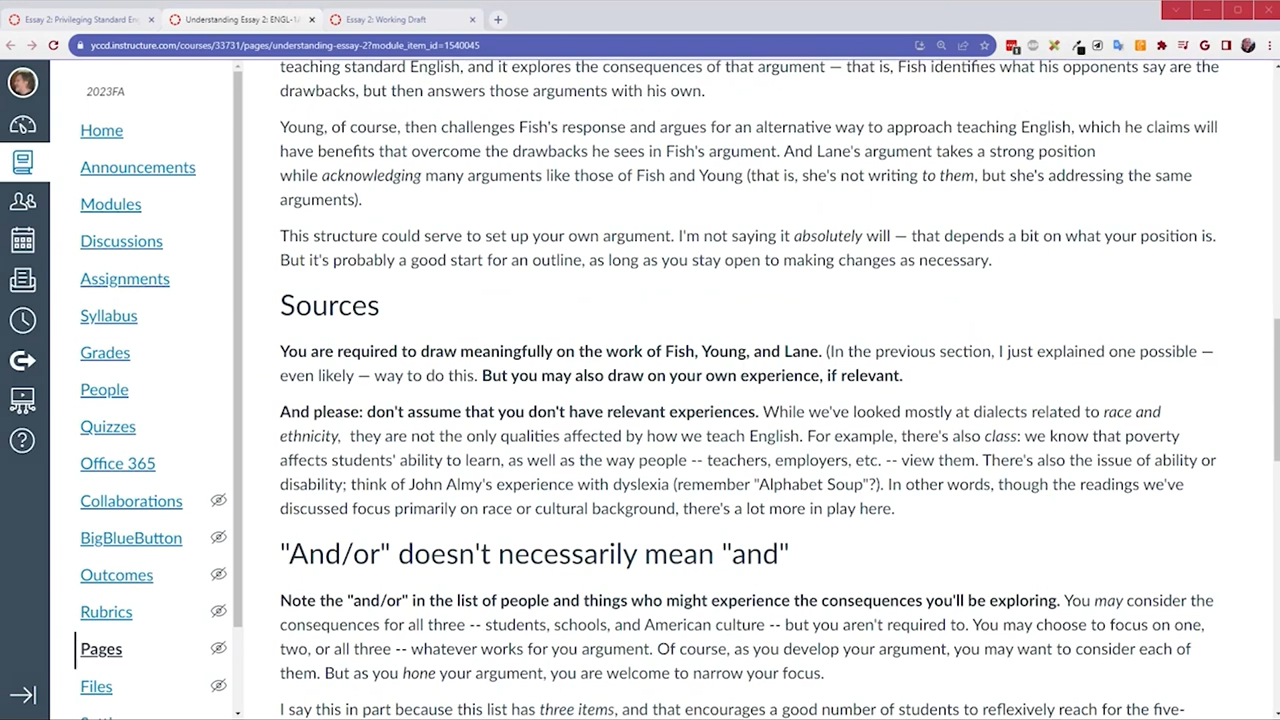 Essay 2: Privileging Standard En
Understanding Essay 2: ENGL-1A
Essay 2: Working Draft
yccd.instructure.com/courses/33731/pages/understanding-essay-2?module_item_id=1540045
2023FA
Home
Announcements
Modules
Discussions
Assignments
Syllabus
Grades
People
Quizzes
Office 365
Collaborations
BigBlueButton
Outcomes
Rubrics
Pages
Files
teaching standard English, and it explores the consequences of that argument — that is, Fish identifies what his opponents say are the
drawbacks, but then answers those arguments with his own.
Young, of course, then challenges Fish's response and argues for an alternative way to approach teaching English, which he claims will
have benefits that overcome the drawbacks he sees in Fish's argument. And Lane's argument takes a strong position
while acknowledging many arguments like those of Fish and Young (that is, she's not writing to them, but she's addressing the same
arguments).
This structure could serve to set up your own argument. I'm not saying it absolutely will — that depends a bit on what your position is.
But it's probably a good start for an outline, as long as you stay open to making changes as necessary.
Sources
You are required to draw meaningfully on the work of Fish, Young, and Lane. (In the previous section, I just explained one possible —
even likely — way to do this. But you may also draw on your own experience, if relevant.
And please: don't assume that you don't have relevant experiences. While we've looked mostly at dialects related to race and
ethnicity, they are not the only qualities affected by how we teach English. For example, there's also class: we know that poverty
affects students' ability to learn, as well as the way people -- teachers, employers, etc. -- view them. There's also the issue of ability or
disability; think of John Almy's experience with dyslexia (remember "Alphabet Soup"?). In other words, though the readings we've
discussed focus primarily on race or cultural background, there's a lot more in play here.
"And/or" doesn't necessarily mean "and"
Note the "and/or" in the list of people and things who might experience the consequences you'll be exploring. You may consider the
consequences for all three -- students, schools, and American culture -- but you aren't required to. You may choose to focus on one,
two, or all three -- whatever works for you argument. Of course, as you develop your argument, you may want to consider each of
them. But as you hone your argument, you are welcome to narrow your focus.
I say this in part because this list has three items, and that encourages a good number of students to reflexively reach for the five-